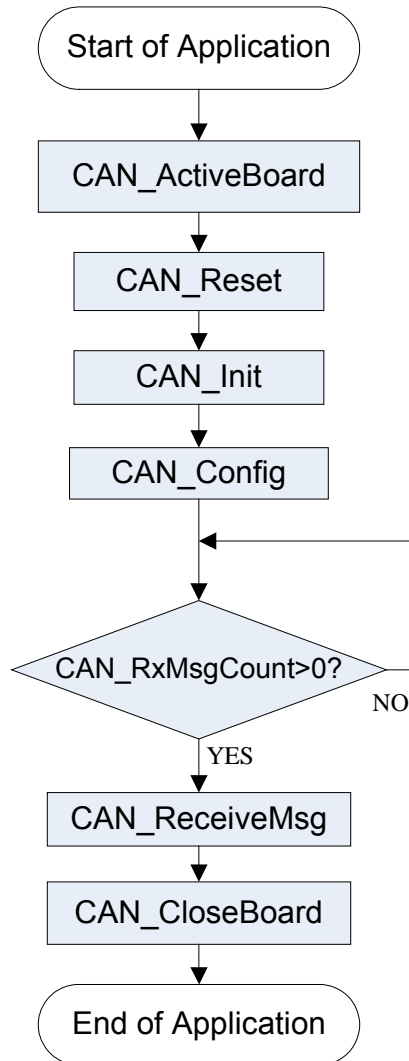 Start of Application
CAN_ActiveBoard
CAN_Reset
CAN_Init
CAN_Config
CAN_RxMsgCount>0?
NO
YES
CAN_ReceiveMsg
CAN_CloseBoard
End of Application